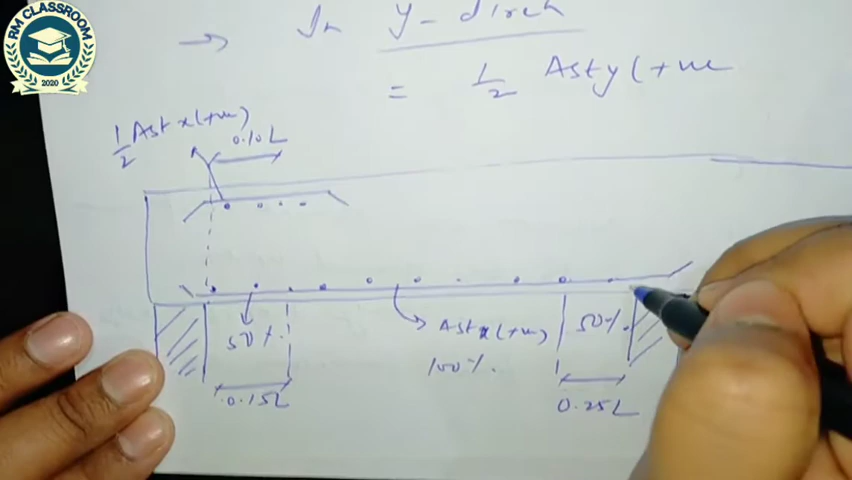 RM CLASSROOM
2020
→ In y-direcn
= 1/2 Asty(+ve
1/2 Astx(+ve)
0.10L
50%.
Astx(+ve)
100%.
50%.
0.15L
0.25L